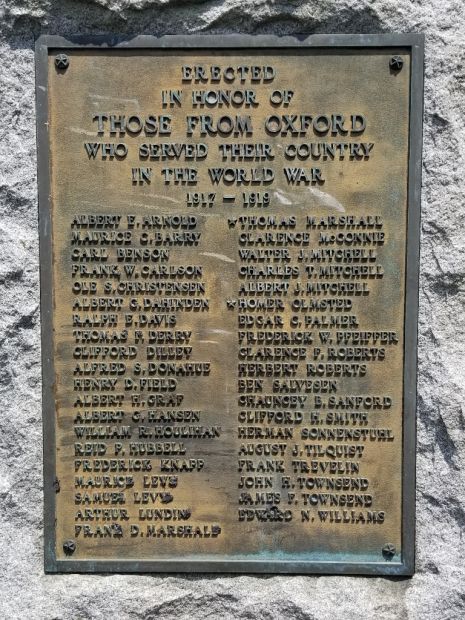 ERECTED
IN HONOR OF
THOSE FROM OXFORD
WHO SERVED THEIR COUNTRY
IN THE WORLD WAR
1917 – 1919
ALBERT F. ARNOLD
MAURICE C. BARRY
CARL BENSON
FRANK W. CARLSON
OLE S. CHRISTENSEN
ALBERT G. DAHINDEN
RALPH E. DAVIS
THOMAS F. DERRY
CLIFFORD DILLEY
ALFRED S. DONAHUE
HENRY D. FIELD
ALBERT H. GRAF
ALBERT G. HANSEN
WILLIAM R. HOULIHAN
REID P. HUBBELL
FREDERICK KNAPP
MAURICE LEVY
SAMUEL LEVY
ARTHUR LUNDIN
FRANK D. MARSHALL
★THOMAS MARSHALL
CLARENCE McCONNIE
WALTER J. MITCHELL
CHARLES T. MITCHELL
ALBERT J. MITCHELL
★HOMER OLMSTED
EDGAR G. PALMER
FREDERICK W. PFEIFFER
CLARENCE F. ROBERTS
HERBERT ROBERTS
BEN SALVESEN
CHAUNCEY B. SANFORD
CLIFFORD H. SMITH
HERMAN SONNENSTUHL
AUGUST J. TILQUIST
FRANK TREVELIN
JOHN H. TOWNSEND
JAMES F. TOWNSEND
EDWARD N. WILLIAMS